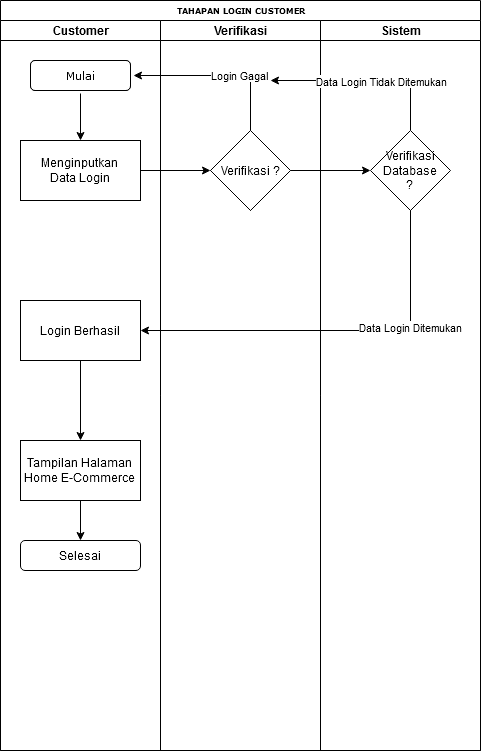 TAHAPAN LOGIN CUSTOMER
Customer
Verifikasi
Sistem
Mulai
Login Gagal
Data Login Tidak Ditemukan
Menginputkan
Data Login
Verifikasi ?
Verifikasi
Database
?
Login Berhasil
Data Login Ditemukan
Tampilan Halaman
Home E-Commerce
Selesai